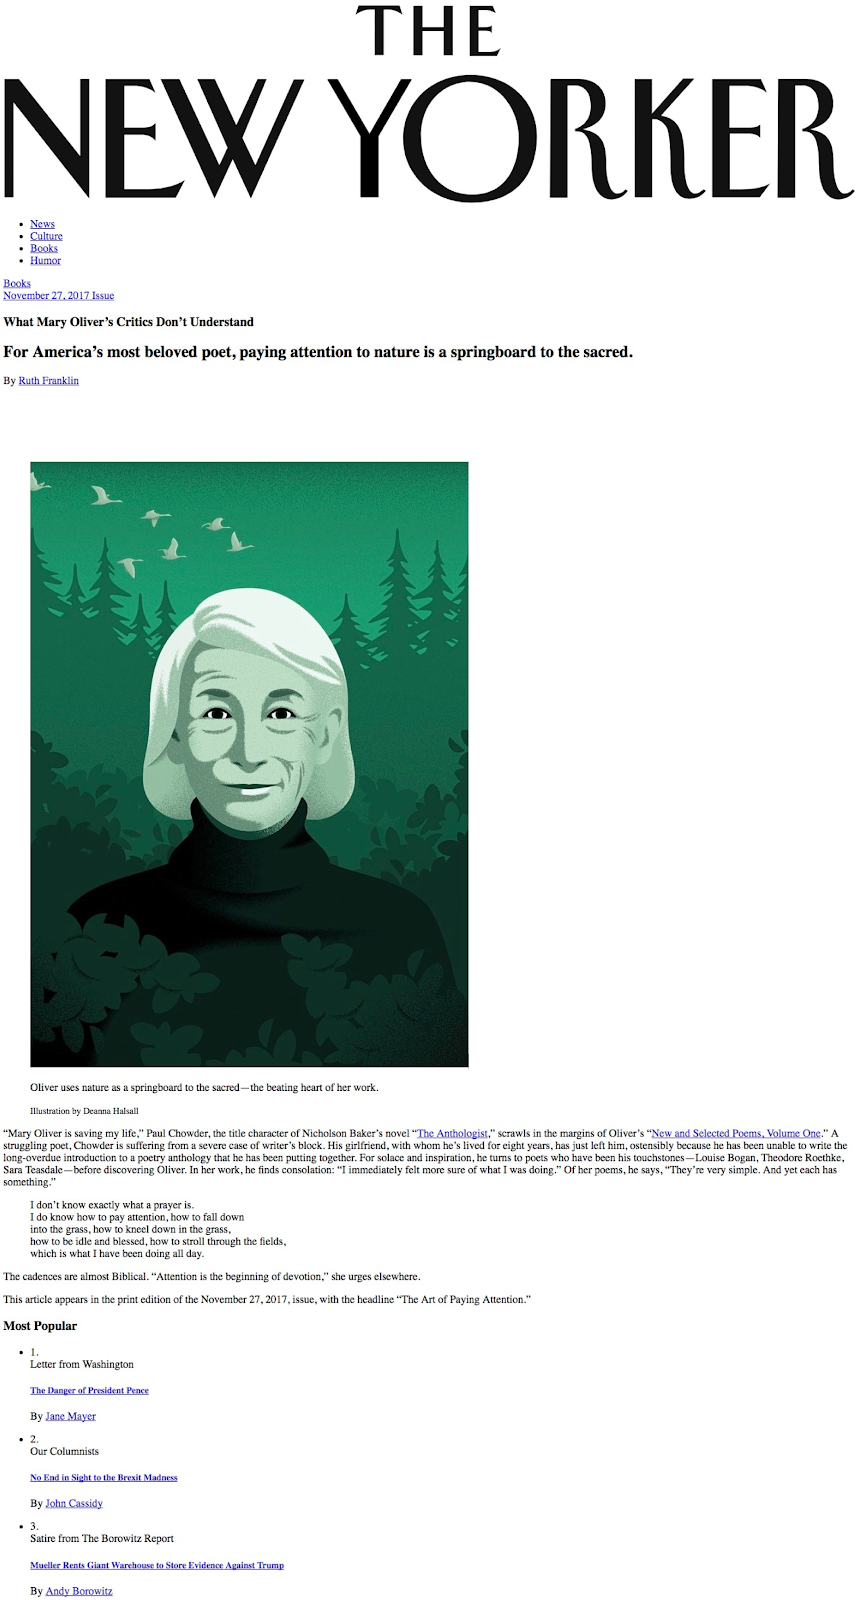 THE
NEW YORKER
News
Culture
Books
Humor
Books
November 27, 2017 Issue
What Mary Oliver’s Critics Don’t Understand
For America’s most beloved poet, paying attention to nature is a springboard to the sacred.
By Ruth Franklin
Oliver uses nature as a springboard to the sacred—the beating heart of her work.
Illustration by Deanna Halsall
“Mary Oliver is saving my life,” Paul Chowder, the title character of Nicholson Baker’s novel “The Anthologist,” scrawls in the margins of Oliver’s “New and Selected Poems, Volume One.” A
struggling poet, Chowder is suffering from a severe case of writer’s block. His girlfriend, with whom he’s lived for eight years, has just left him, ostensibly because he has been unable to write the
long-overdue introduction to a poetry anthology that he has been putting together. For solace and inspiration, he turns to poets who have been his touchstones—Louise Bogan, Theodore Roethke,
Sara Teasdale—before discovering Oliver. In her work, he finds consolation: “I immediately felt more sure of what I was doing.” Of her poems, he says, “They’re very simple. And yet each has
something.”
I don’t know exactly what a prayer is.
I do know how to pay attention, how to fall down
into the grass, how to kneel down in the grass,
how to be idle and blessed, how to stroll through the fields,
which is what I have been doing all day.
The cadences are almost Biblical. “Attention is the beginning of devotion,” she urges elsewhere.
This article appears in the print edition of the November 27, 2017, issue, with the headline “The Art of Paying Attention.”
Most Popular
1.
Letter from Washington
The Danger of President Pence
By Jane Mayer
2.
Our Columnists
No End in Sight to the Brexit Madness
By John Cassidy
3.
Satire from The Borowitz Report
Mueller Rents Giant Warehouse to Store Evidence Against Trump
By Andy Borowitz